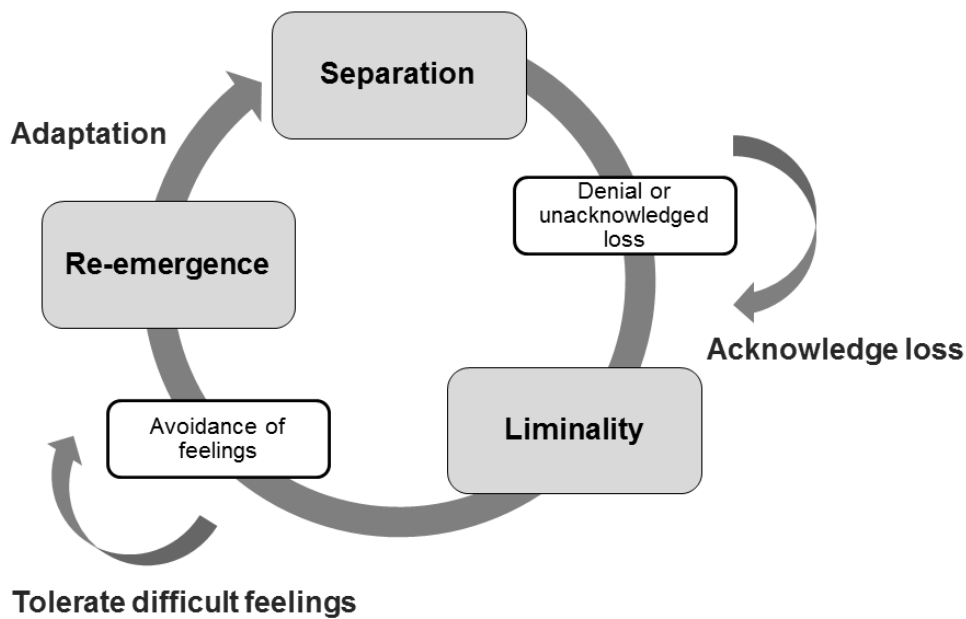 Separation
Adaptation
Denial or
unacknowledged
loss
Re-emergence
Acknowledge loss
Liminality
Avoidance of
feelings
Tolerate difficult feelings